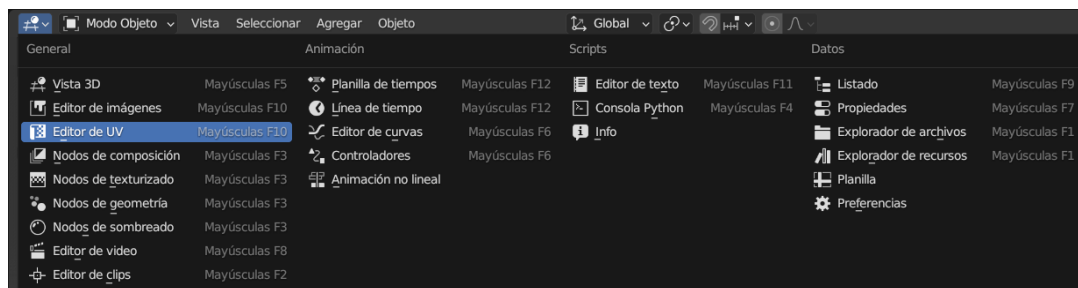 Modo Objeto Vista Seleccionar Agregar Objeto Global
General Animación Scripts Datos
Vista 3D Mayúsculas F5 Planilla de tiempos Mayúsculas F12 Editor de texto Mayúsculas F11 Listado Mayúsculas F9
Editor de imágenes Mayúsculas F10 Línea de tiempo Mayúsculas F12 Consola Python Mayúsculas F4 Propiedades Mayúsculas F7
Editor de UV Mayúsculas F10 Editor de curvas Mayúsculas F6 Info Explorador de archivos Mayúsculas F1
Nodos de composición Mayúsculas F3 Controladores Mayúsculas F6 Explorador de recursos Mayúsculas F1
Nodos de texturizado Mayúsculas F3 Animación no lineal Planilla
Nodos de geometría Mayúsculas F3 Preferencias
Nodos de sombreado Mayúsculas F3
Editor de video Mayúsculas F8
Editor de clips Mayúsculas F2